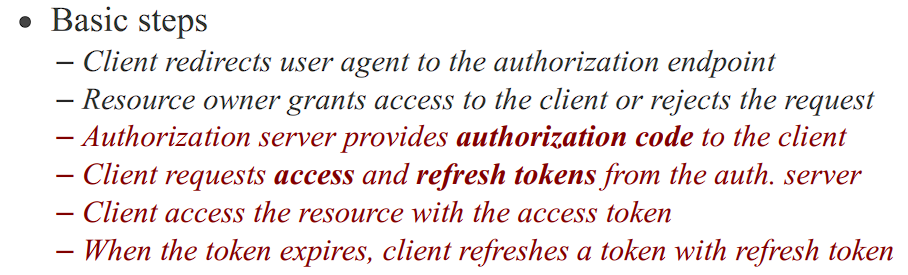 • Basic steps
– Client redirects user agent to the authorization endpoint
– Resource owner grants access to the client or rejects the request
– Authorization server provides authorization code to the client
– Client requests access and refresh tokens from the auth. server
– Client access the resource with the access token
– When the token expires, client refreshes a token with refresh token